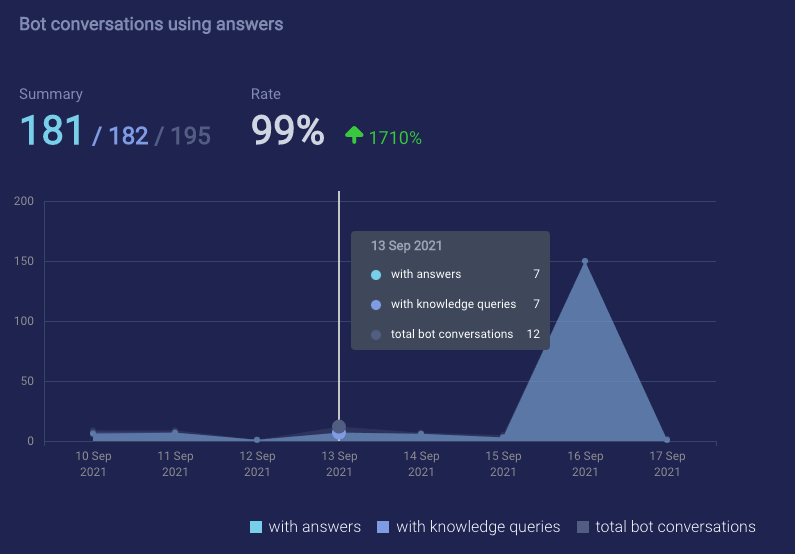 Bot conversations using answers
Summary Rate
181 / 182 / 195 99% 1710%
200
13 Sep 2021
150
with answers 7
with knowledge queries 7
100
total bot conversations 12
50
0
10 Sep 11 Sep 12 Sep 13 Sep 14 Sep 15 Sep 16 Sep 17 Sep
2021 2021 2021 2021 2021 2021 2021 2021
with answers with knowledge queries total bot conversations